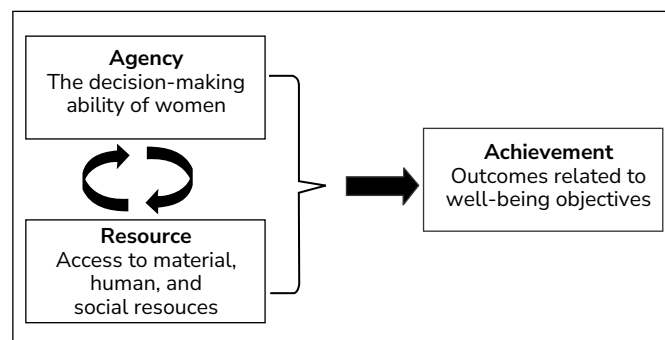 Agency
The decision-making
ability of women
Resource
Access to material,
human, and
social resouces
Achievement
Outcomes related to
well-being objectives